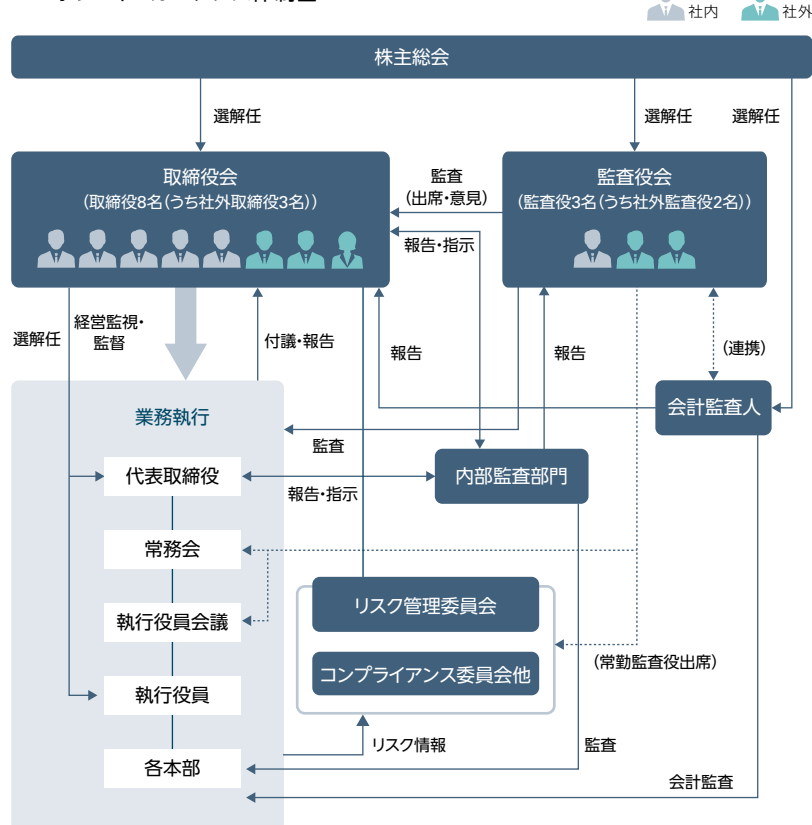 社内
社外
株主総会
選解任
選解任
選解任
取締役会
(取締役8名(うち社外取締役3名))
監査
(出席・意見)
監査役会
(監査役3名(うち社外監査役2名))
報告・指示
選解任
経営監視・
監督
付議・報告
報告
報告
(連携)
業務執行
会計監査人
監査
代表取締役
報告・指示
内部監査部門
常務会
リスク管理委員会
執行役員会議
(常勤監査役出席)
コンプライアンス委員会他
執行役員
リスク情報
監査
各本部
会計監査